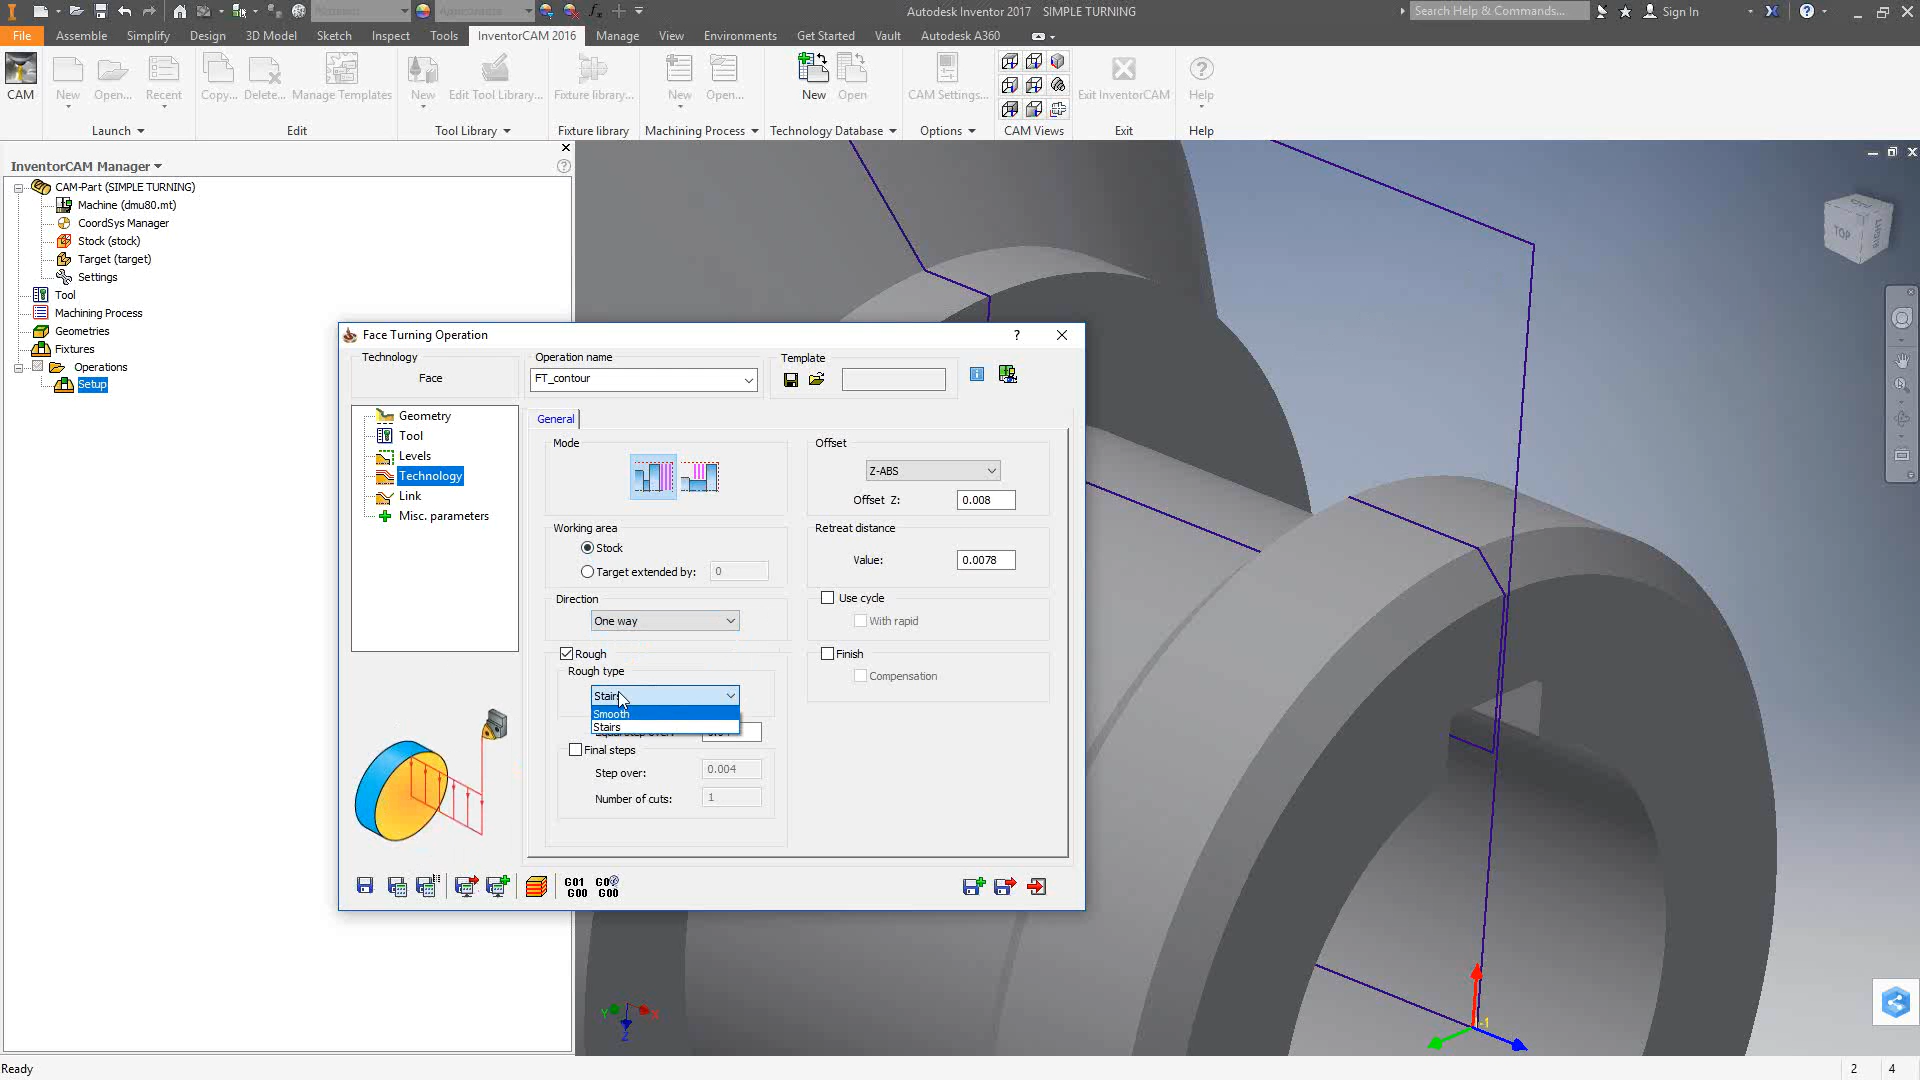 Autodesk Inventor 2017 SIMPLE TURNING
Search Help & Commands...
Sign In
File Assemble Simplify Design 3D Model Sketch Inspect Tools InventorCAM 2016 Manage View Environments Get Started Vault Autodesk A360
CAM New Open... Recent Copy... Delete... Manage Templates New Edit Tool Library... Fixture library... New Open... New Open CAM Settings... Exit InventorCAM Help
Launch Edit Tool Library Fixture library Machining Process Technology Database Options CAM Views Exit Help
InventorCAM Manager
CAM-Part (SIMPLE TURNING)
Machine (dmu80.mt)
CoordSys Manager
Stock (stock)
Target (target)
Settings
Tool
Machining Process
Geometries
Fixtures
Operations
Setup
Face Turning Operation
Technology
Face
Operation name
FT_contour
Template
Geometry
Tool
Levels
Technology
Link
Misc. parameters
General
Mode
Working area
Stock
Target extended by: 0
Direction
One way
Rough
Rough type
Stairs
Smooth
Stairs
Final steps
Step over: 0.004
Number of cuts: 1
Offset
Z-ABS
Offset Z: 0.008
Retreat distance
Value: 0.0078
Use cycle
With rapid
Finish
Compensation
G01
G00
G00
TOP
RIGHT
Y
X
Z
-1
Ready
2 4